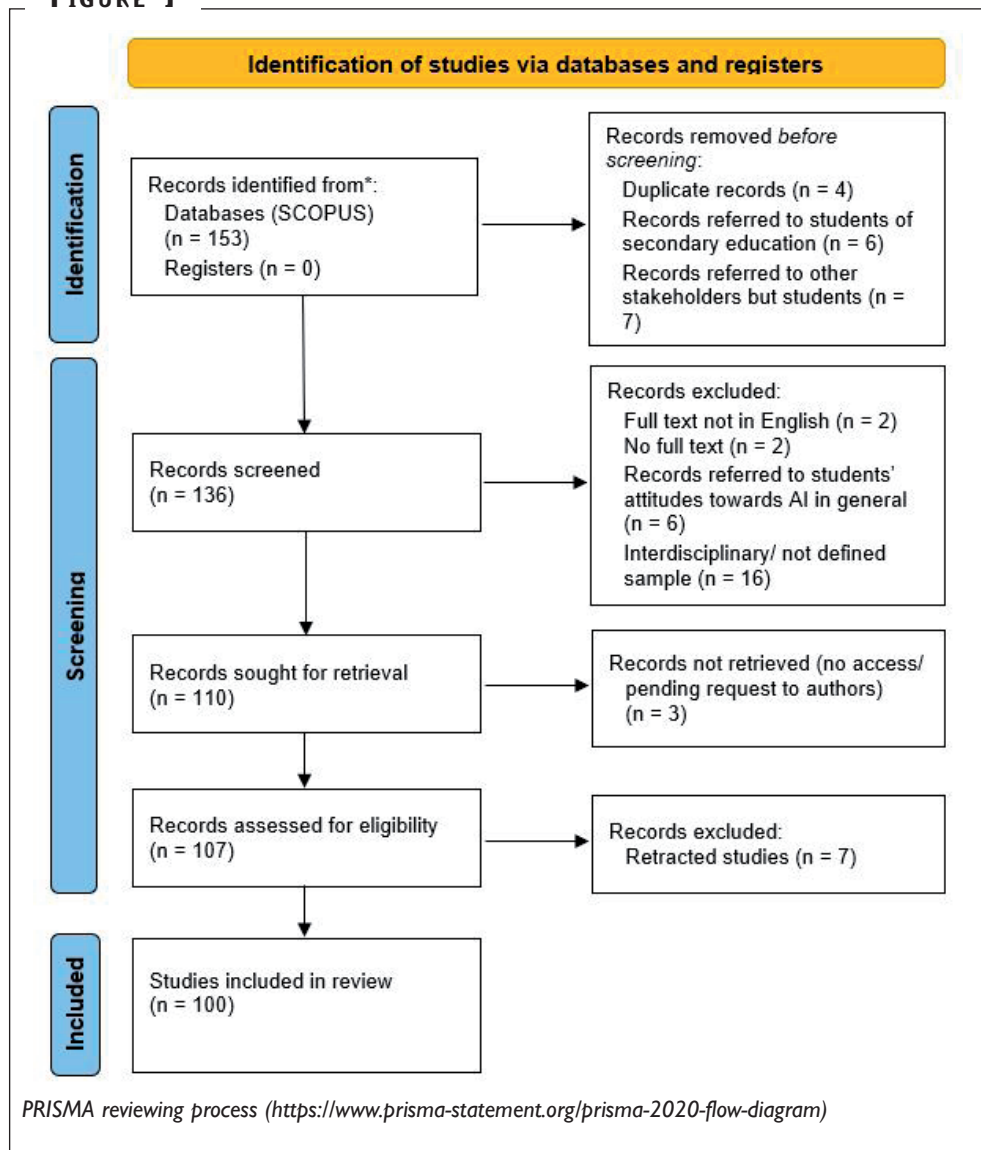 FIGURE 1
Identification of studies via databases and registers
Identification
Records identified from*:
Databases (SCOPUS)
(n = 153)
Registers (n = 0)
Records removed before
screening:
Duplicate records (n = 4)
Records referred to students of
secondary education (n = 6)
Records referred to other
stakeholders but students (n =
7)
Screening
Records screened
(n = 136)
Records excluded:
Full text not in English (n = 2)
No full text (n = 2)
Records referred to students’
attitudes towards AI in general
(n = 6)
Interdisciplinary/ not defined
sample (n = 16)
Records sought for retrieval
(n = 110)
Records not retrieved (no access/
pending request to authors)
(n = 3)
Records assessed for eligibility
(n = 107)
Records excluded:
Retracted studies (n = 7)
Included
Studies included in review
(n = 100)
PRISMA reviewing process (https://www.prisma-statement.org/prisma-2020-flow-diagram)